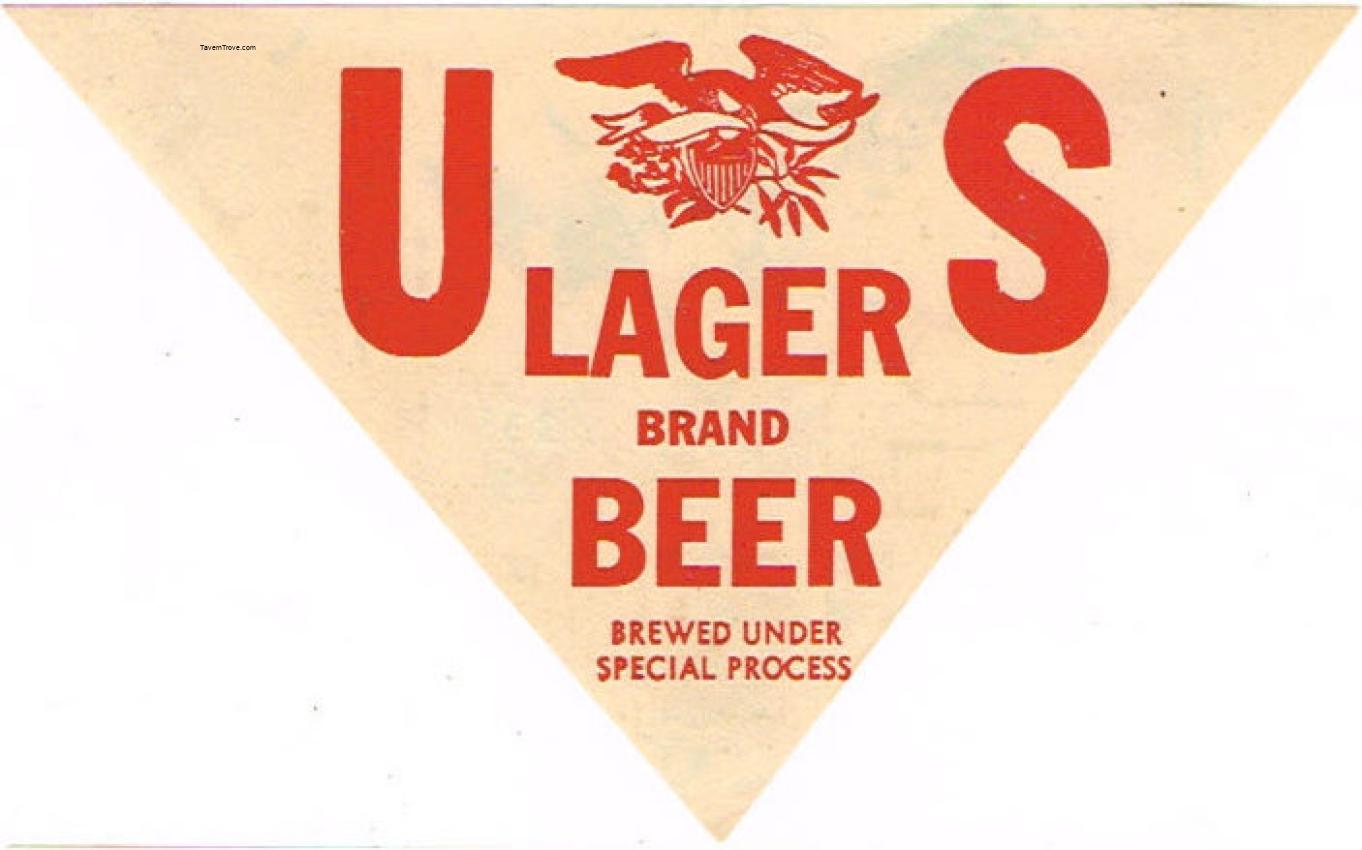 TavernTrove.com
U S
LAGER
BRAND
BEER
BREWED UNDER
SPECIAL PROCESS